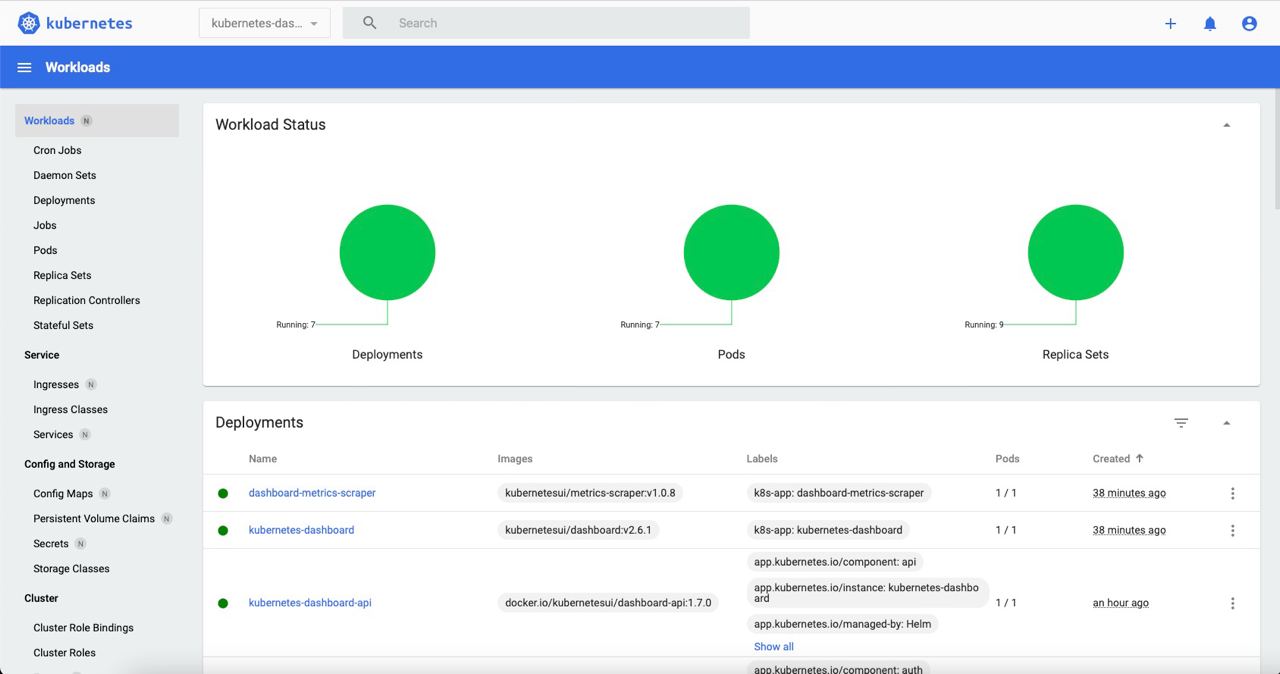 kubernetes
kubernetes-das...
Search
Workloads
Workloads N
Cron Jobs
Daemon Sets
Deployments
Jobs
Pods
Replica Sets
Replication Controllers
Stateful Sets
Service
Ingresses N
Ingress Classes
Services N
Config and Storage
Config Maps N
Persistent Volume Claims N
Secrets N
Storage Classes
Cluster
Cluster Role Bindings
Cluster Roles
Workload Status
Running: 7
Deployments
Running: 7
Pods
Running: 9
Replica Sets
Deployments
Name Images Labels Pods Created
dashboard-metrics-scraper kubernetesui/metrics-scraper:v1.0.8 k8s-app: dashboard-metrics-scraper 1 / 1 38 minutes ago
kubernetes-dashboard kubernetesui/dashboard:v2.6.1 k8s-app: kubernetes-dashboard 1 / 1 38 minutes ago
app.kubernetes.io/component: api
app.kubernetes.io/instance: kubernetes-dashbo
ard
kubernetes-dashboard-api docker.io/kubernetesui/dashboard-api:1.7.0 1 / 1 an hour ago
app.kubernetes.io/managed-by: Helm
Show all
app.kubernetes.io/component: auth